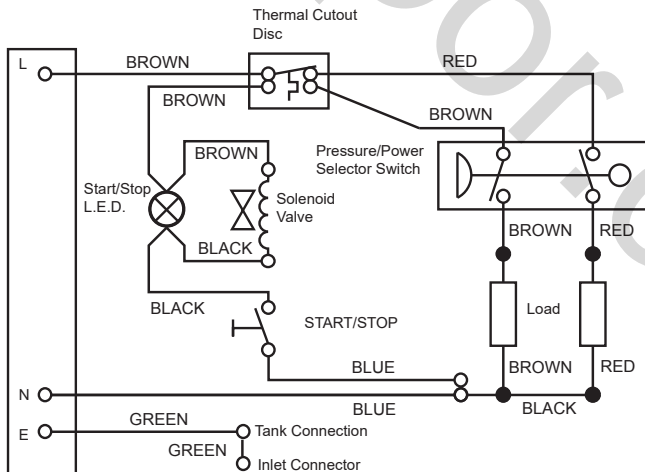 Thermal Cutout
Disc
L
BROWN
RED
BROWN
BROWN
BROWN
Pressure/Power
Selector Switch
Start/Stop
L.E.D.
Solenoid
Valve
BLACK
BROWN
RED
BLACK
START/STOP
Load
BLUE
BROWN
RED
N
BLUE
BLACK
E
GREEN
Tank Connection
GREEN
Inlet Connector